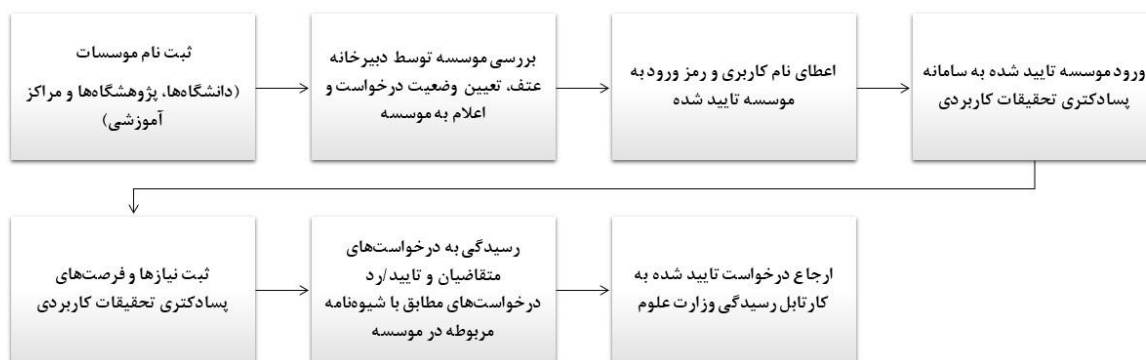 ثبت نام موسسات
(دانشگاه‌ها، پژوهشگاه‌ها و مراکز
آموزشی)
بررسی موسسه توسط دبیرخانه
عتف، تعیین وضعیت درخواست و
اعلام به موسسه
اعطای نام کاربری و رمز ورود به
موسسه تایید شده
ورود موسسه تایید شده به سامانه
پسادکتری تحقیقات کاربردی
ثبت نیازها و فرصت‌های
پسادکتری تحقیقات کاربردی
رسیدگی به درخواست‌های
متقاضیان و تایید/رد
درخواست‌های مطابق با شیوه‌نامه
مربوطه در موسسه
ارجاع درخواست تایید شده به
کارتابل رسیدگی وزارت علوم